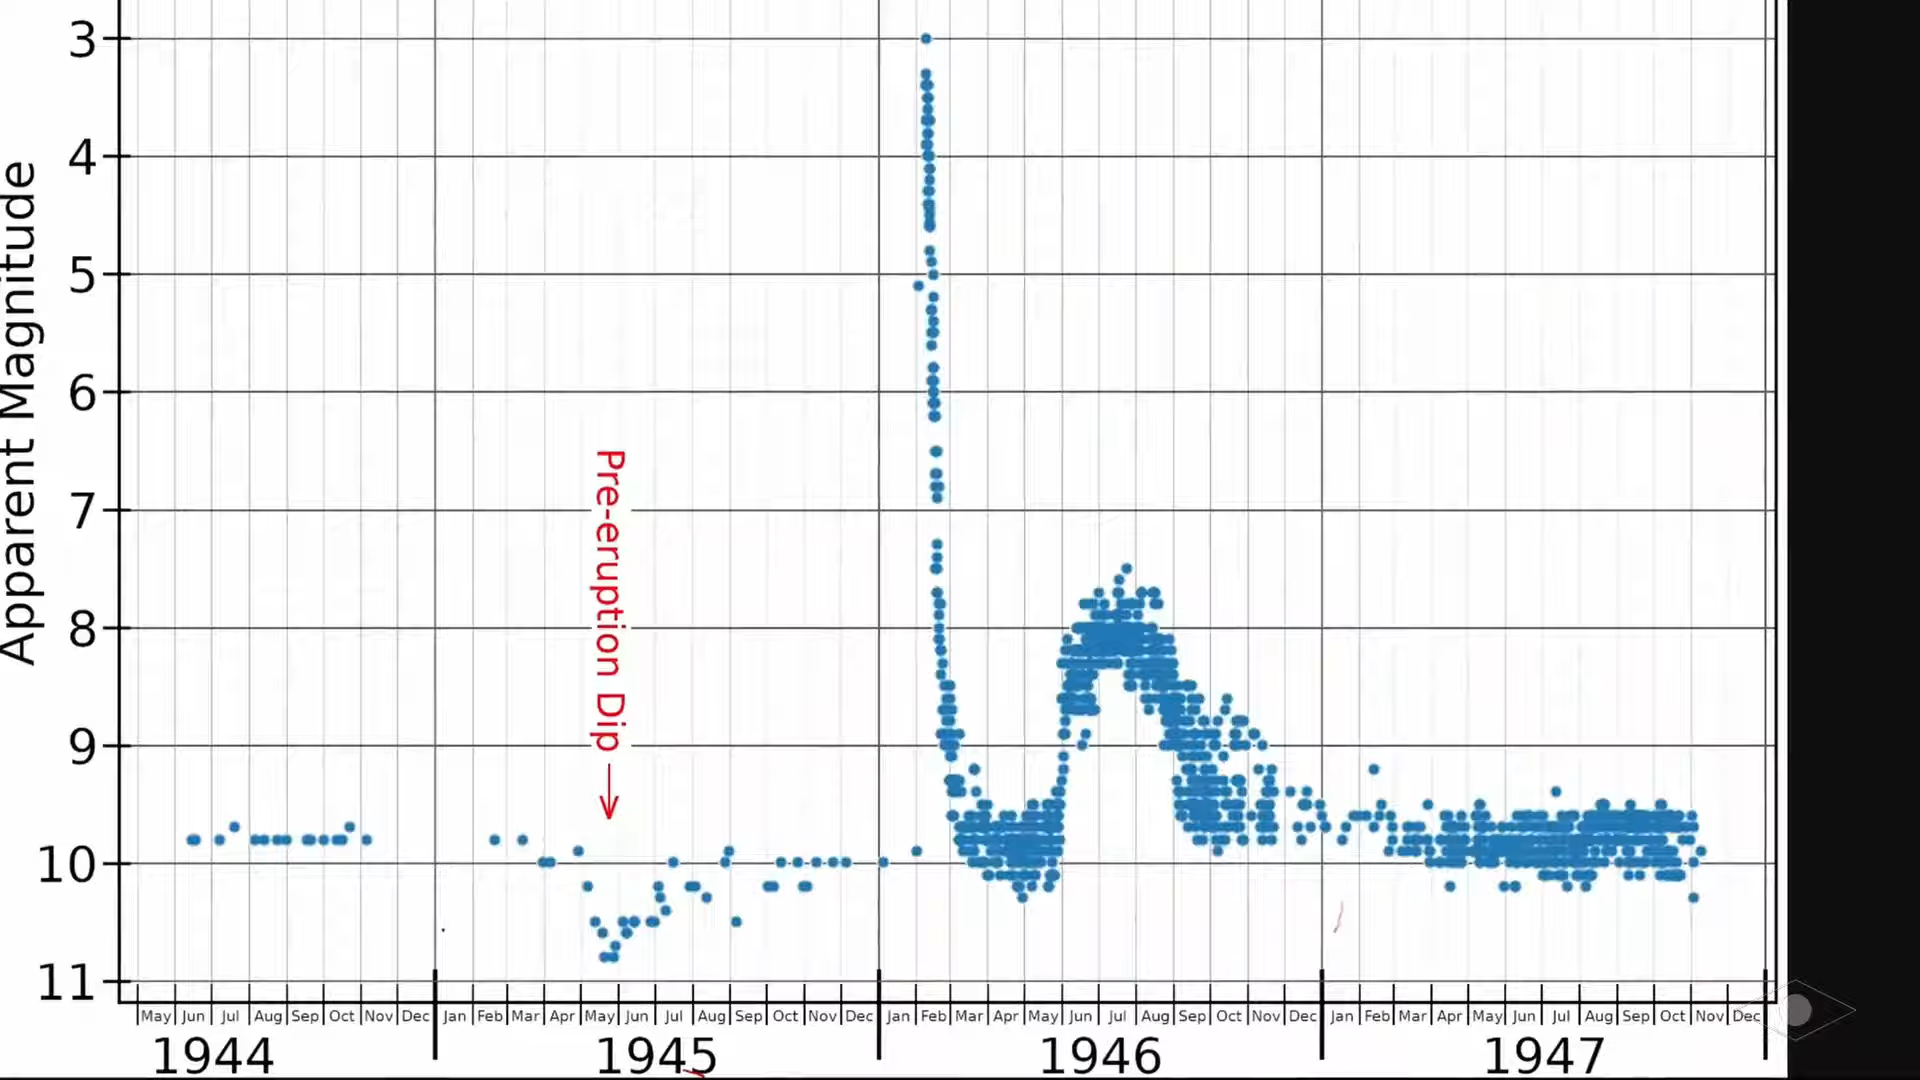 Apparent Magnitude
3
4
5
6
7
8
9
10
11
Pre-eruption Dip
May Jun Jul Aug Sep Oct Nov Dec Jan Feb Mar Apr May Jun Jul Aug Sep Oct Nov Dec Jan Feb Mar Apr May Jun Jul Aug Sep Oct Nov Dec Jan Feb Mar Apr May Jun Jul Aug Sep Oct Nov Dec
1944 1945 1946 1947